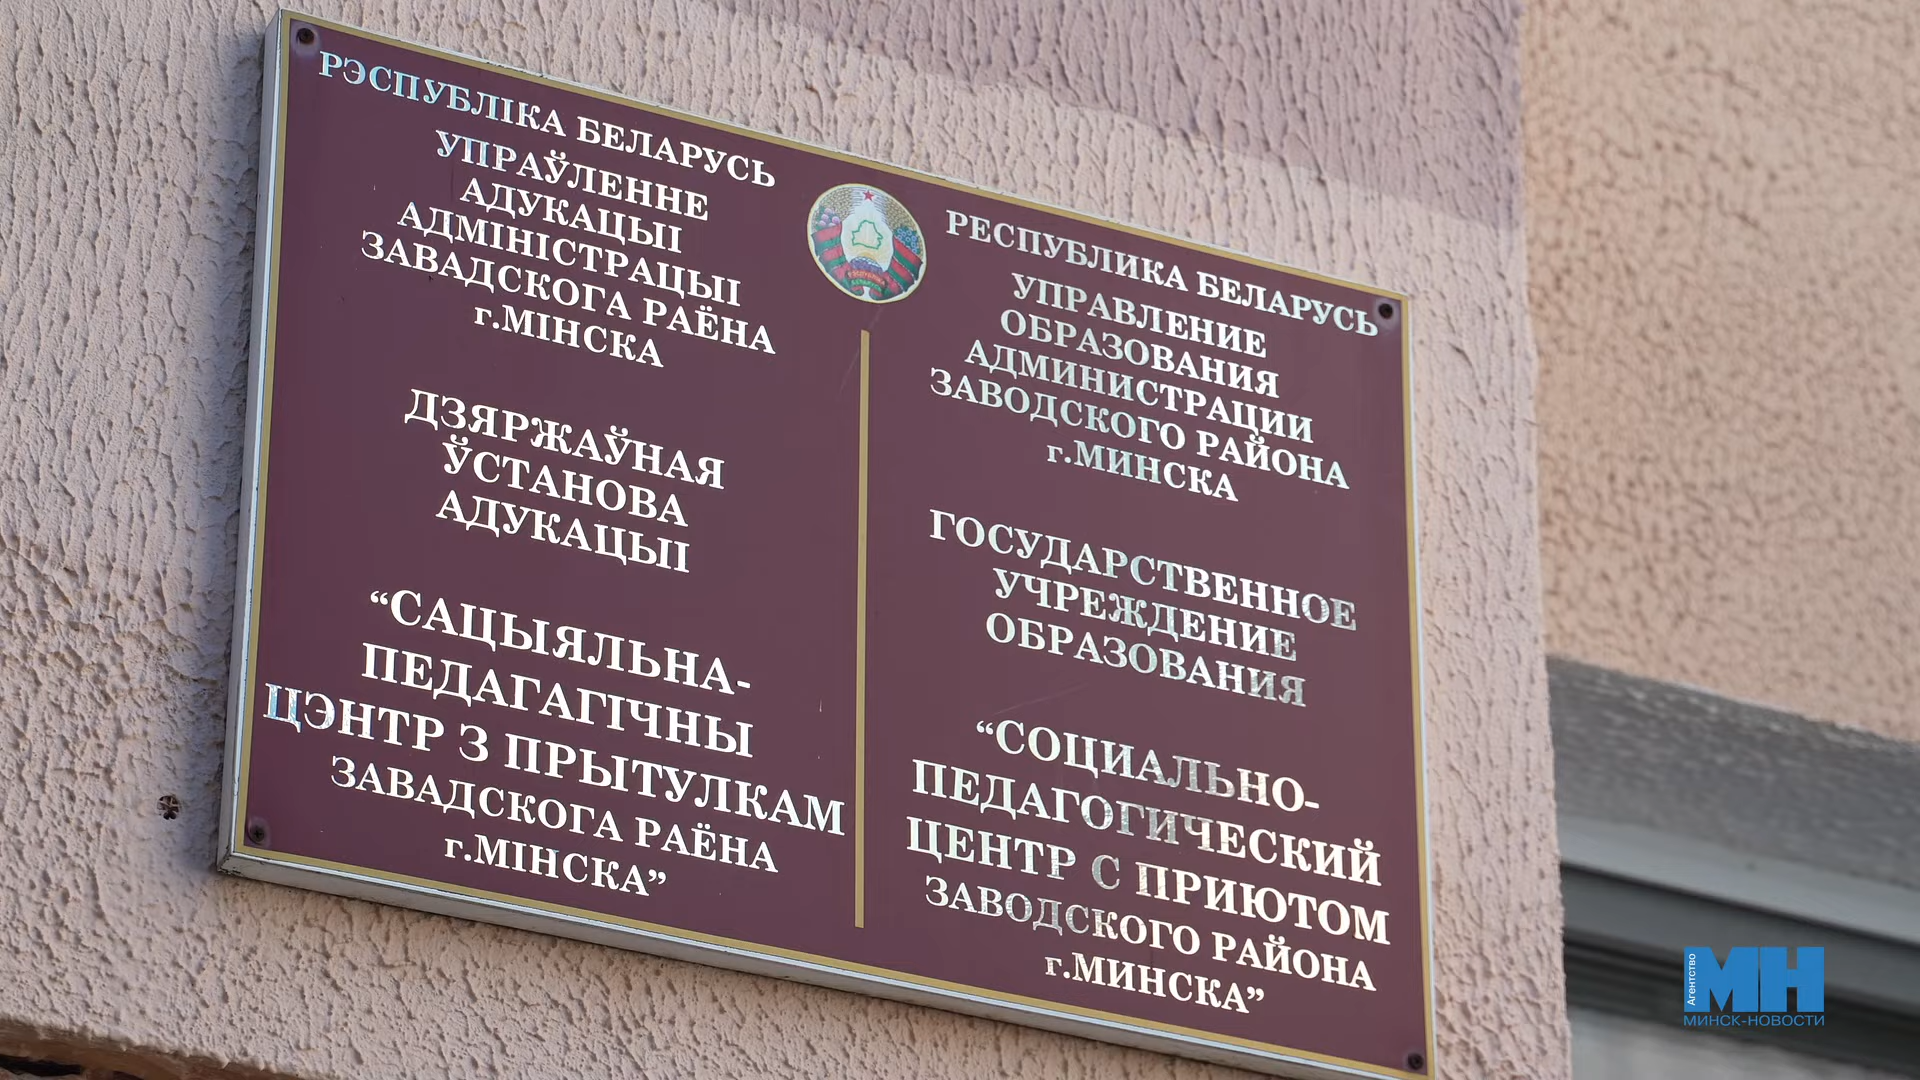 РЭСПУБЛІКА БЕЛАРУСЬ
УПРАЎЛЕННЕ
АДУКАЦЫІ
АДМІНІСТРАЦЫІ
ЗАВАДСКОГА РАЁНА
г.МІНСКА
ДЗЯРЖАЎНАЯ
ЎСТАНОВА
АДУКАЦЫІ
“САЦЫЯЛЬНА-
ПЕДАГАГІЧНЫ
ЦЭНТР З ПРЫТУЛКАМ
ЗАВАДСКОГА РАЁНА
г.МІНСКА”
РЕСПУБЛИКА БЕЛАРУСЬ
УПРАВЛЕНИЕ
ОБРАЗОВАНИЯ
АДМИНИСТРАЦИИ
ЗАВОДСКОГО РАЙОНА
г.МИНСКА
ГОСУДАРСТВЕННОЕ
УЧРЕЖДЕНИЕ
ОБРАЗОВАНИЯ
“СОЦИАЛЬНО-
ПЕДАГОГИЧЕСКИЙ
ЦЕНТР С ПРИЮТОМ
ЗАВОДСКОГО РАЙОНА
г.МИНСКА”
Агентство
МН
МИНСК-НОВОСТИ